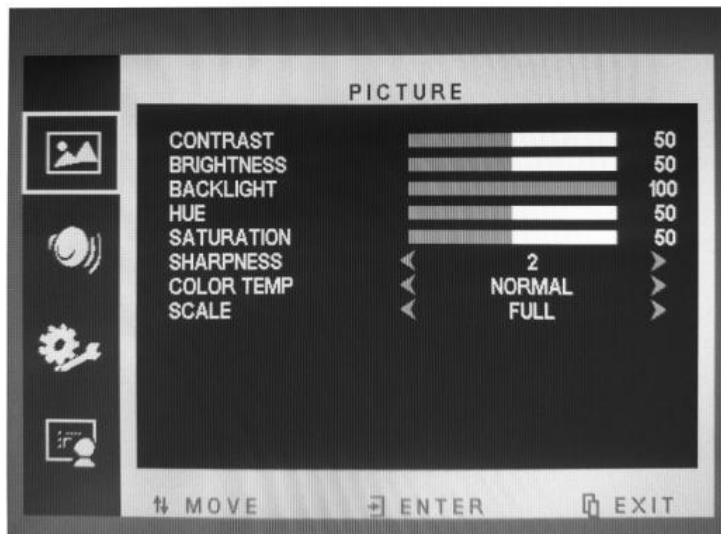 PICTURE
CONTRAST 50
BRIGHTNESS 50
BACKLIGHT 100
HUE 50
SATURATION 50
SHARPNESS 2
COLOR TEMP NORMAL
SCALE FULL
MOVE ENTER EXIT